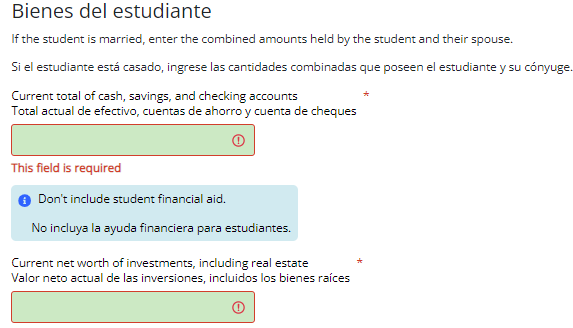 Bienes del estudiante
If the student is married, enter the combined amounts held by the student and their spouse.
Si el estudiante está casado, ingrese las cantidades combinadas que poseen el estudiante y su cónyuge.
Current total of cash, savings, and checking accounts *
Total actual de efectivo, cuentas de ahorro y cuenta de cheques
This field is required
Don't include student financial aid.
No incluya la ayuda financiera para estudiantes.
Current net worth of investments, including real estate *
Valor neto actual de las inversiones, incluidos los bienes raíces